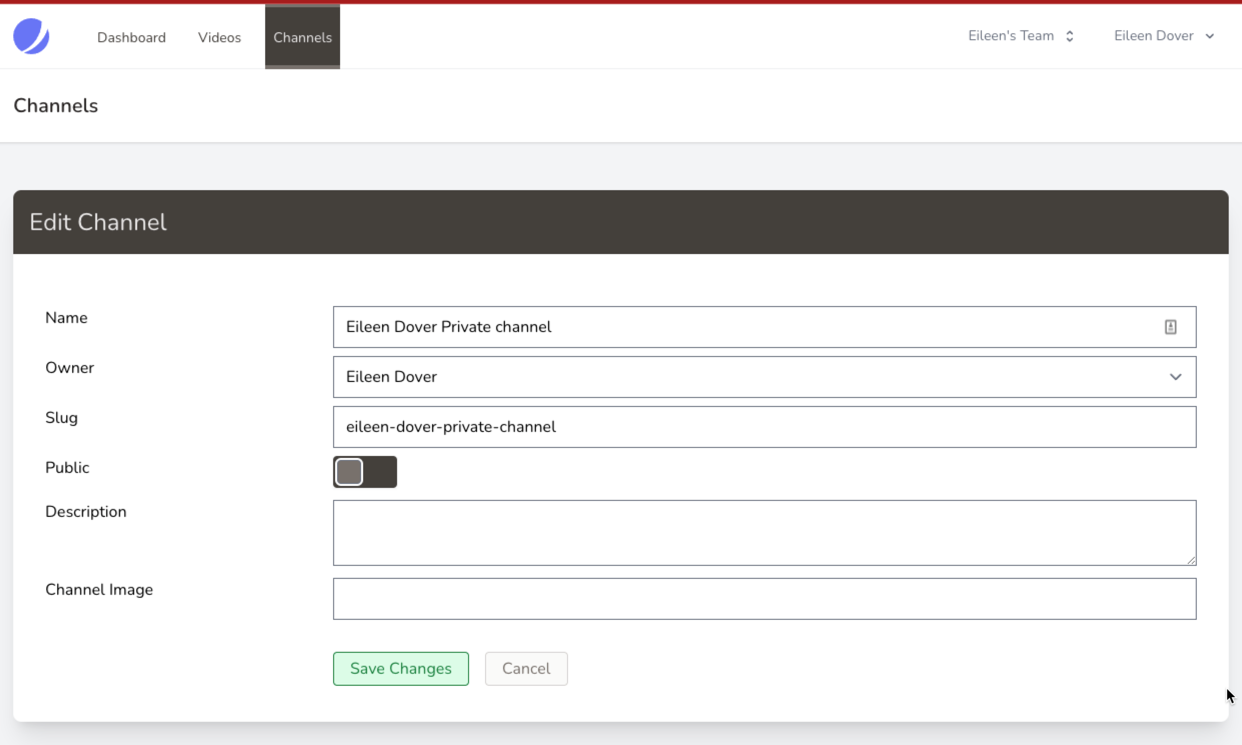 Dashboard Videos Channels Eileen's Team Eileen Dover
Channels
Edit Channel
Name Eileen Dover Private channel
Owner Eileen Dover
Slug eileen-dover-private-channel
Public
Description
Channel Image
Save Changes Cancel